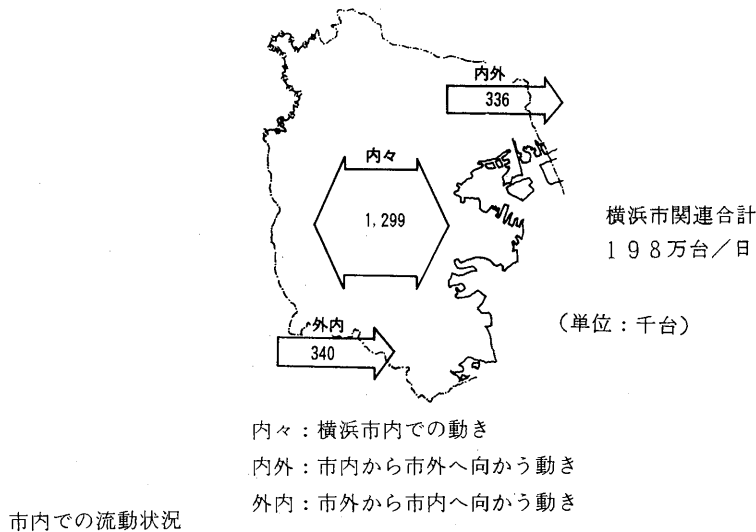 内外
336
内々
1,299
横浜市関連合計
198万台/日
(単位:千台)
外内
340
内々:横浜市内での動き
内外:市内から市外へ向かう動き
外内:市外から市内へ向かう動き
市内での流動状況